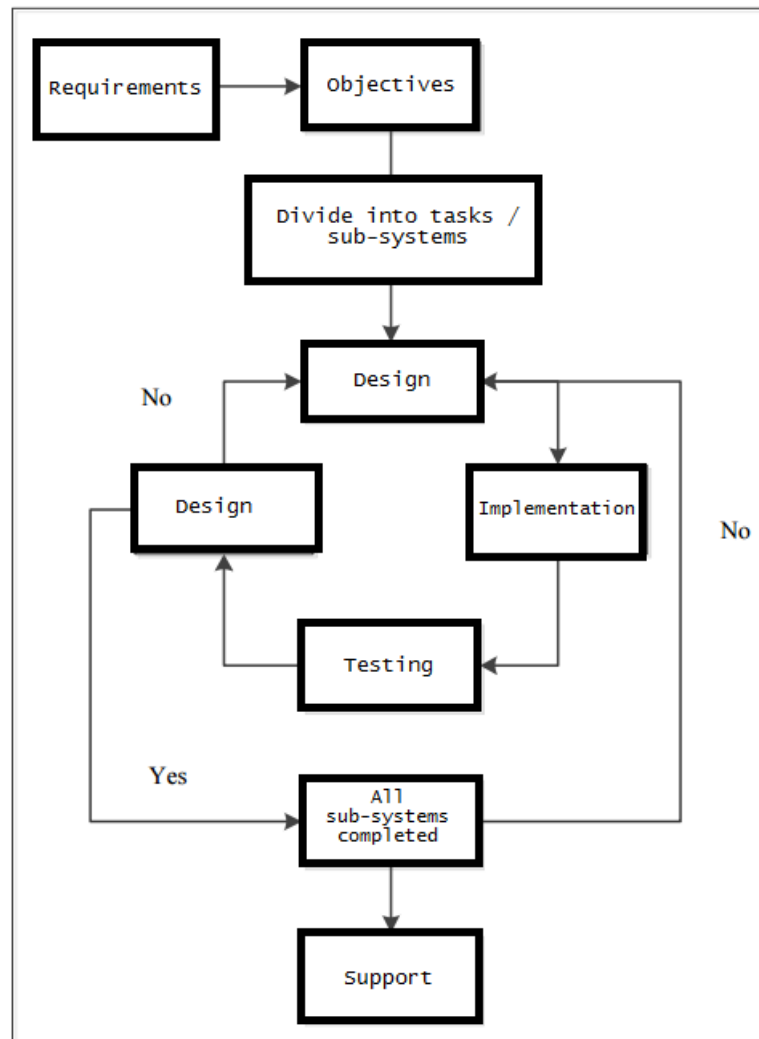 Requirements
Objectives
Divide into tasks /
sub-systems
Design
No
Design
Implementation
No
Testing
Yes
All
sub-systems
completed
Support